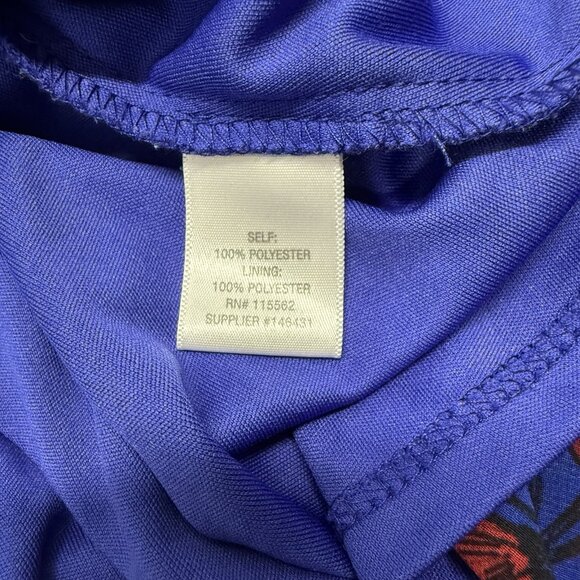 SELF:
100% POLYESTER
LINING:
100% POLYESTER
RN# 115562
SUPPLIER #146431